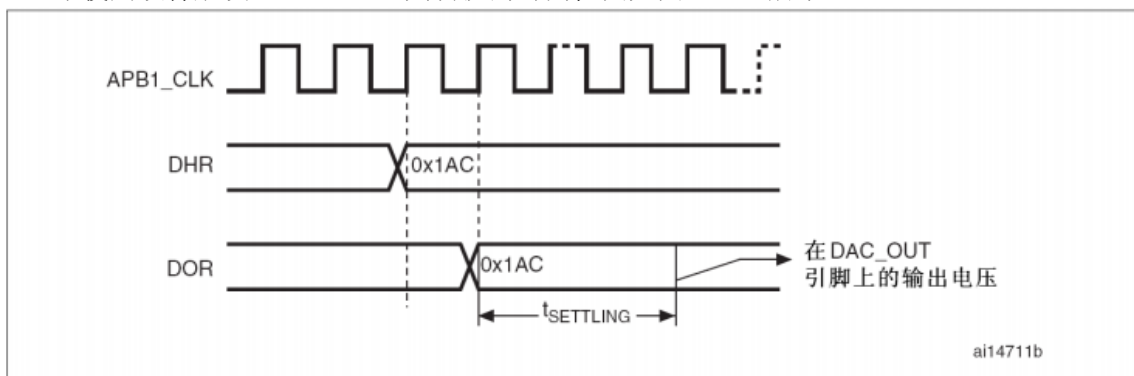 APB1_CLK
DHR
0x1AC
DOR
0x1AC
在DAC_OUT
引脚上的输出电压
tSETTLING
ai14711b